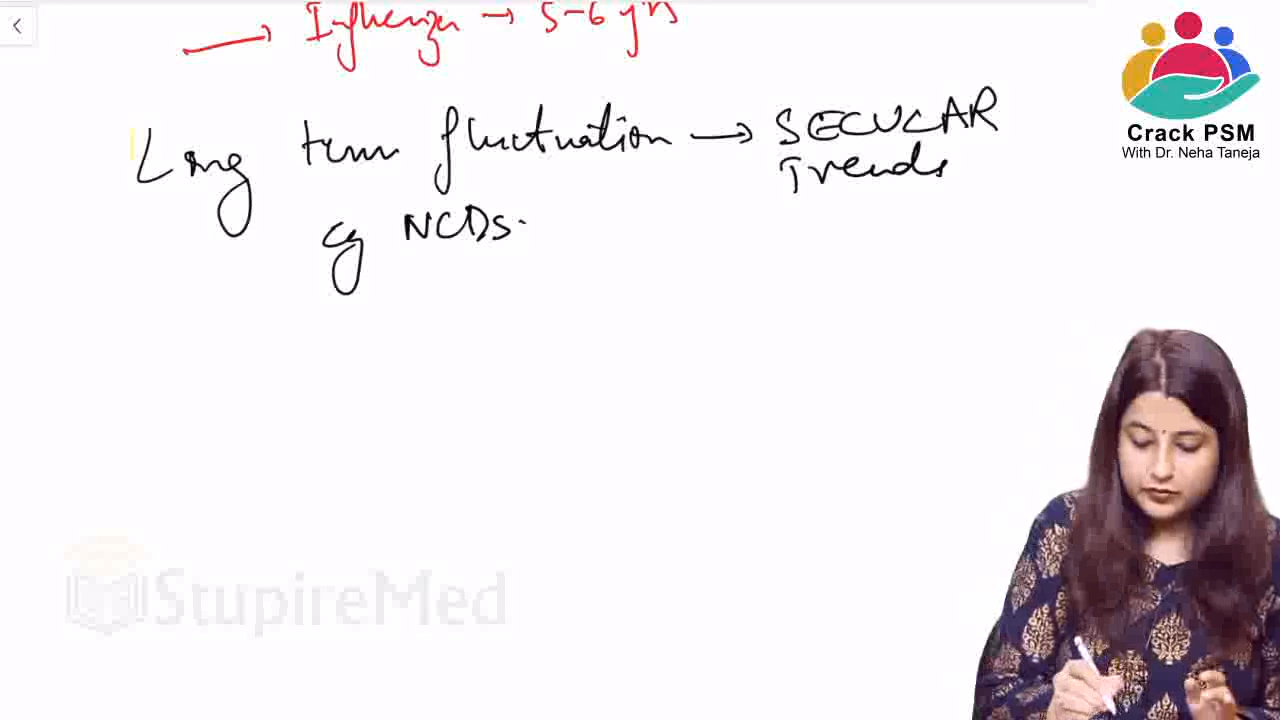 Influenza → 5-6 yrs
Long term fluctuation → SECULAR
Trends
eg NCDs.
Crack PSM
With Dr. Neha Taneja
StupireMed